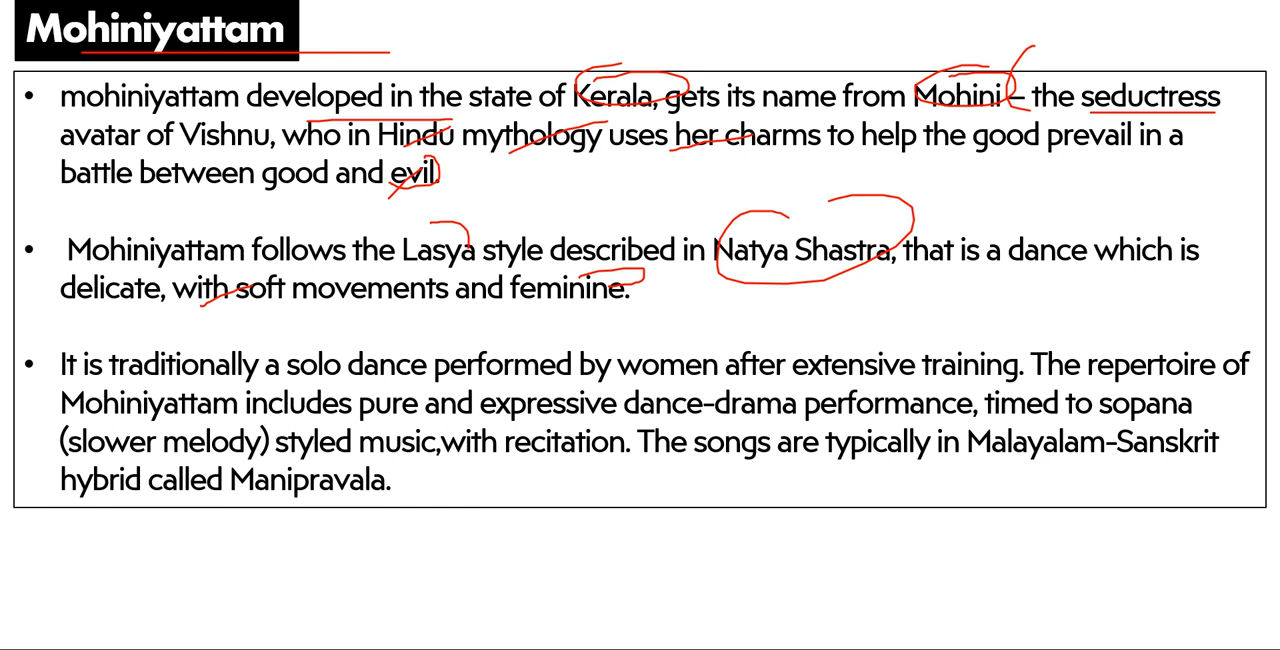 Mohiniyattam
• mohiniyattam developed in the state of Kerala, gets its name from Mohini – the seductress
avatar of Vishnu, who in Hindu mythology uses her charms to help the good prevail in a
battle between good and evil.
• Mohiniyattam follows the Lasya style described in Natya Shastra, that is a dance which is
delicate, with soft movements and feminine.
• It is traditionally a solo dance performed by women after extensive training. The repertoire of
Mohiniyattam includes pure and expressive dance-drama performance, timed to sopana
(slower melody) styled music,with recitation. The songs are typically in Malayalam-Sanskrit
hybrid called Manipravala.